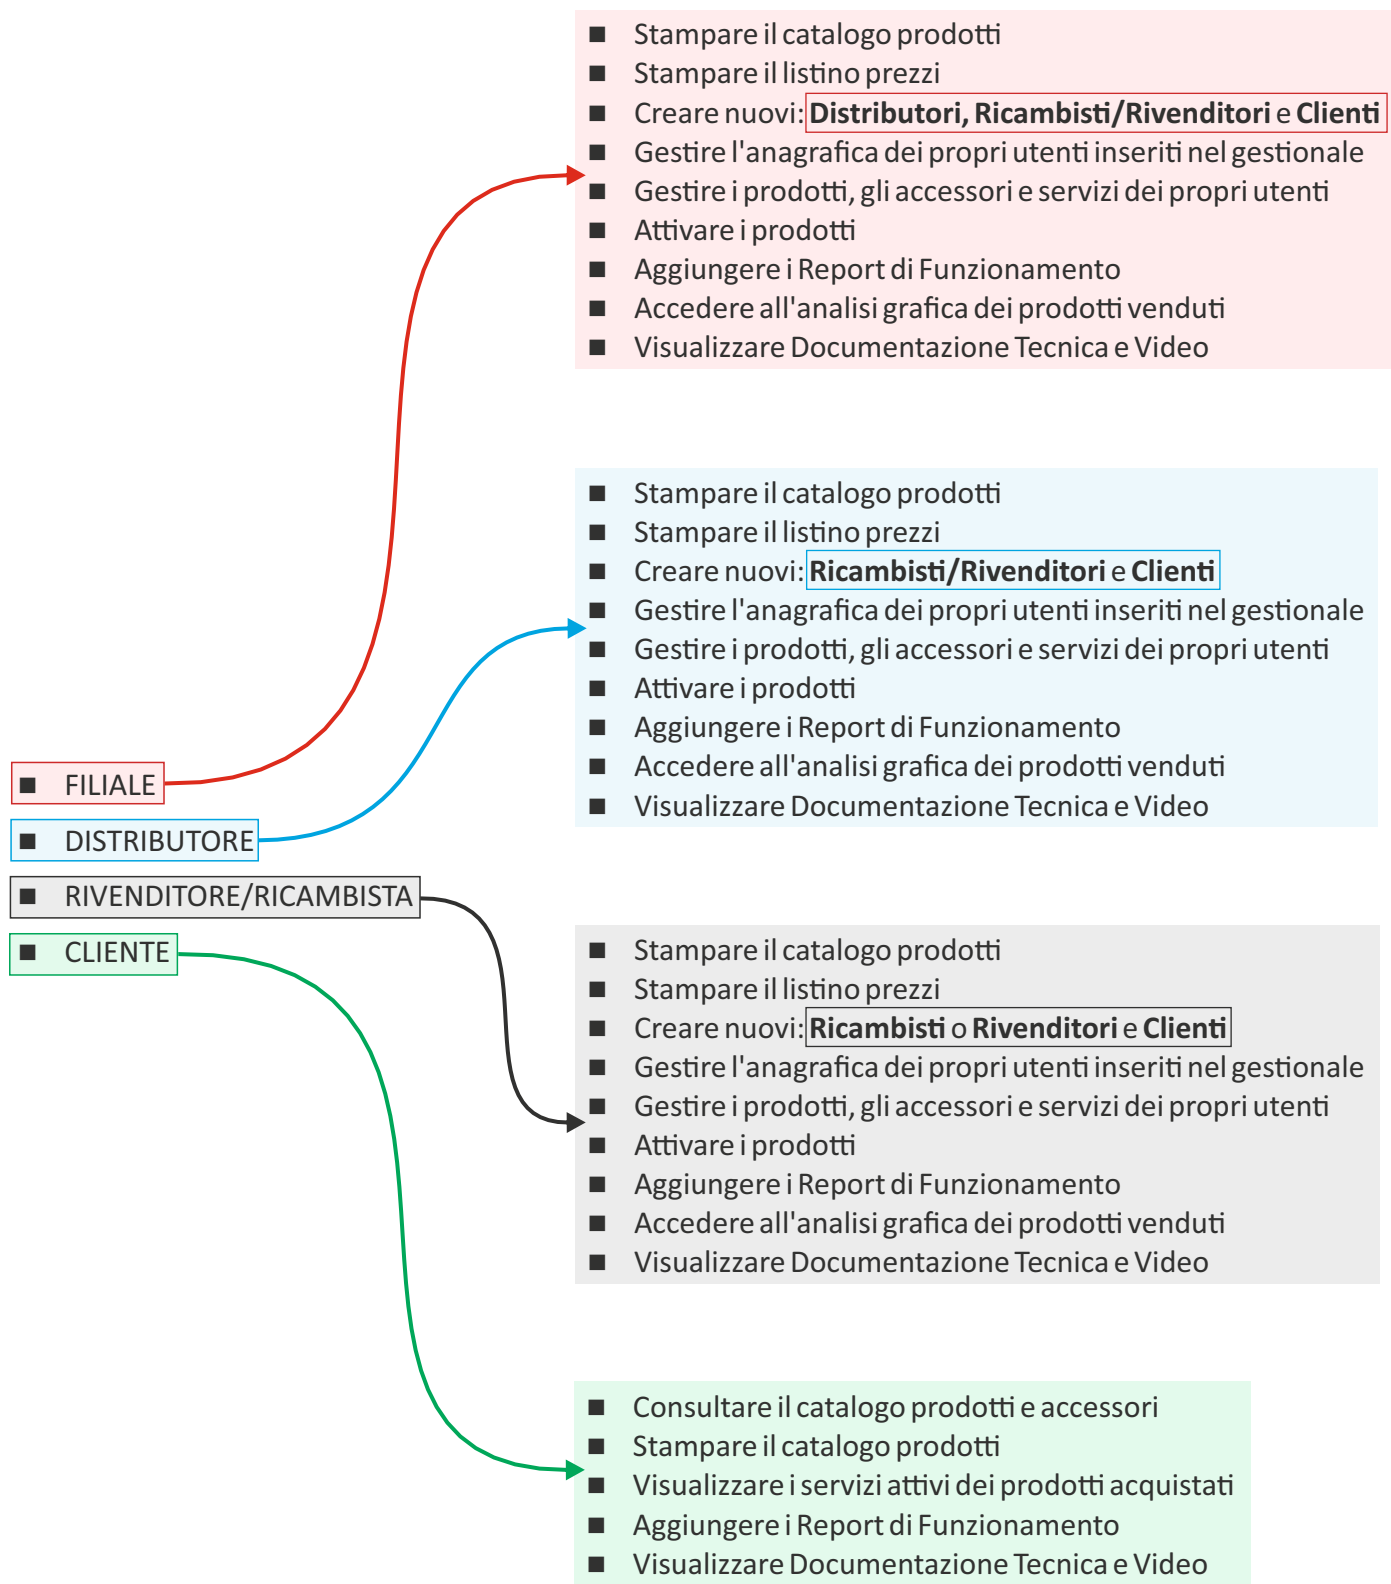 ■ Stampare il catalogo prodotti
■ Stampare il listino prezzi
■ Creare nuovi: Distributori, Ricambisti/Rivenditori e Clienti
■ Gestire l'anagrafica dei propri utenti inseriti nel gestionale
■ Gestire i prodotti, gli accessori e servizi dei propri utenti
■ Attivare i prodotti
■ Aggiungere i Report di Funzionamento
■ Accedere all'analisi grafica dei prodotti venduti
■ Visualizzare Documentazione Tecnica e Video
■ Stampare il catalogo prodotti
■ Stampare il listino prezzi
■ Creare nuovi: Ricambisti/Rivenditori e Clienti
■ Gestire l'anagrafica dei propri utenti inseriti nel gestionale
■ Gestire i prodotti, gli accessori e servizi dei propri utenti
■ Attivare i prodotti
■ Aggiungere i Report di Funzionamento
■ Accedere all'analisi grafica dei prodotti venduti
■ Visualizzare Documentazione Tecnica e Video
■ FILIALE
■ DISTRIBUTORE
■ RIVENDITORE/RICAMBISTA
■ CLIENTE
■ Stampare il catalogo prodotti
■ Stampare il listino prezzi
■ Creare nuovi: Ricambisti o Rivenditori e Clienti
■ Gestire l'anagrafica dei propri utenti inseriti nel gestionale
■ Gestire i prodotti, gli accessori e servizi dei propri utenti
■ Attivare i prodotti
■ Aggiungere i Report di Funzionamento
■ Accedere all'analisi grafica dei prodotti venduti
■ Visualizzare Documentazione Tecnica e Video
■ Consultare il catalogo prodotti e accessori
■ Stampare il catalogo prodotti
■ Visualizzare i servizi attivi dei prodotti acquistati
■ Aggiungere i Report di Funzionamento
■ Visualizzare Documentazione Tecnica e Video